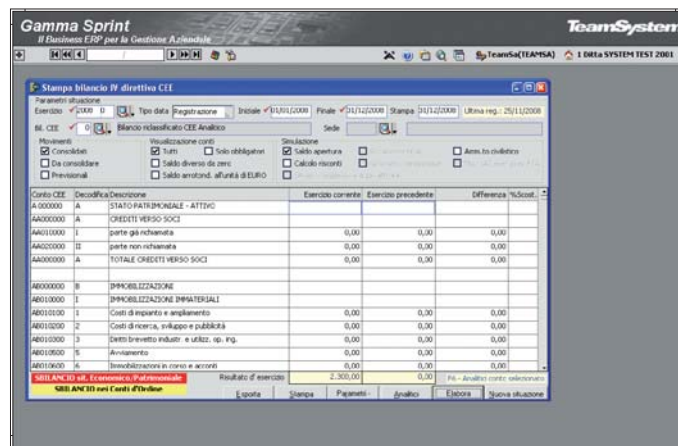 Gamma Sprint
Il Business ERP per la Gestione Aziendale
TeamSystem
TeamSa(TEAMSA) 1 Ditta SYSTEM TEST 2001
Stampa bilancio IV direttiva CEE
Parametri situazione
Esercizio 2008 0 Tipo data Registrazione Iniziale 01/01/2008 Finale 31/12/2008 Stampa 31/12/2008 Ultima reg.: 25/11/2008
Bil. CEE 0 Bilancio riclassificato CEE Analitico Sede
Movimenti Visualizzazione conti Simulazione
Consolidati Tutti Solo obbligatori Saldo apertura Amm.to civilistico
Da consolidare Saldo diverso da zero Calcolo risconti
Previsionali Saldo arrotond. all'unità di EURO
Conto CEE Decodifica Descrizione Esercizio corrente Esercizio precedente Differenza %Scost.
A 000000 A STATO PATRIMONIALE - ATTIVO
AA000000 A CREDITI VERSO SOCI
AA010000 I parte già richiamata 0,00 0,00 0,00
AA020000 II parte non richiamata 0,00 0,00 0,00
AA000000 A TOTALE CREDITI VERSO SOCI 0,00 0,00 0,00
AB000000 B IMMOBILIZZAZIONI
AB010000 I IMMOBILIZZAZIONI IMMATERIALI
AB010100 1 Costi di impianto e ampliamento 0,00 0,00 0,00
AB010200 2 Costi di ricerca, sviluppo e pubblicità 0,00 0,00 0,00
AB010300 3 Diritti brevetto industr. e utilizz. op. ing. 0,00 0,00 0,00
AB010500 5 Avviamento 0,00 0,00 0,00
AB010600 6 Immobilizzazioni in corso e acconti 0,00 0,00 0,00
SBILANCIO sit. Economico/Patrimoniale Risultato d'esercizio 2.300,00 0,00 F6 - Analitici conto selezionato
SBILANCIO nei Conti d'Ordine
Esporta Stampa Parametri - Analitico Elabora Nuova situazione